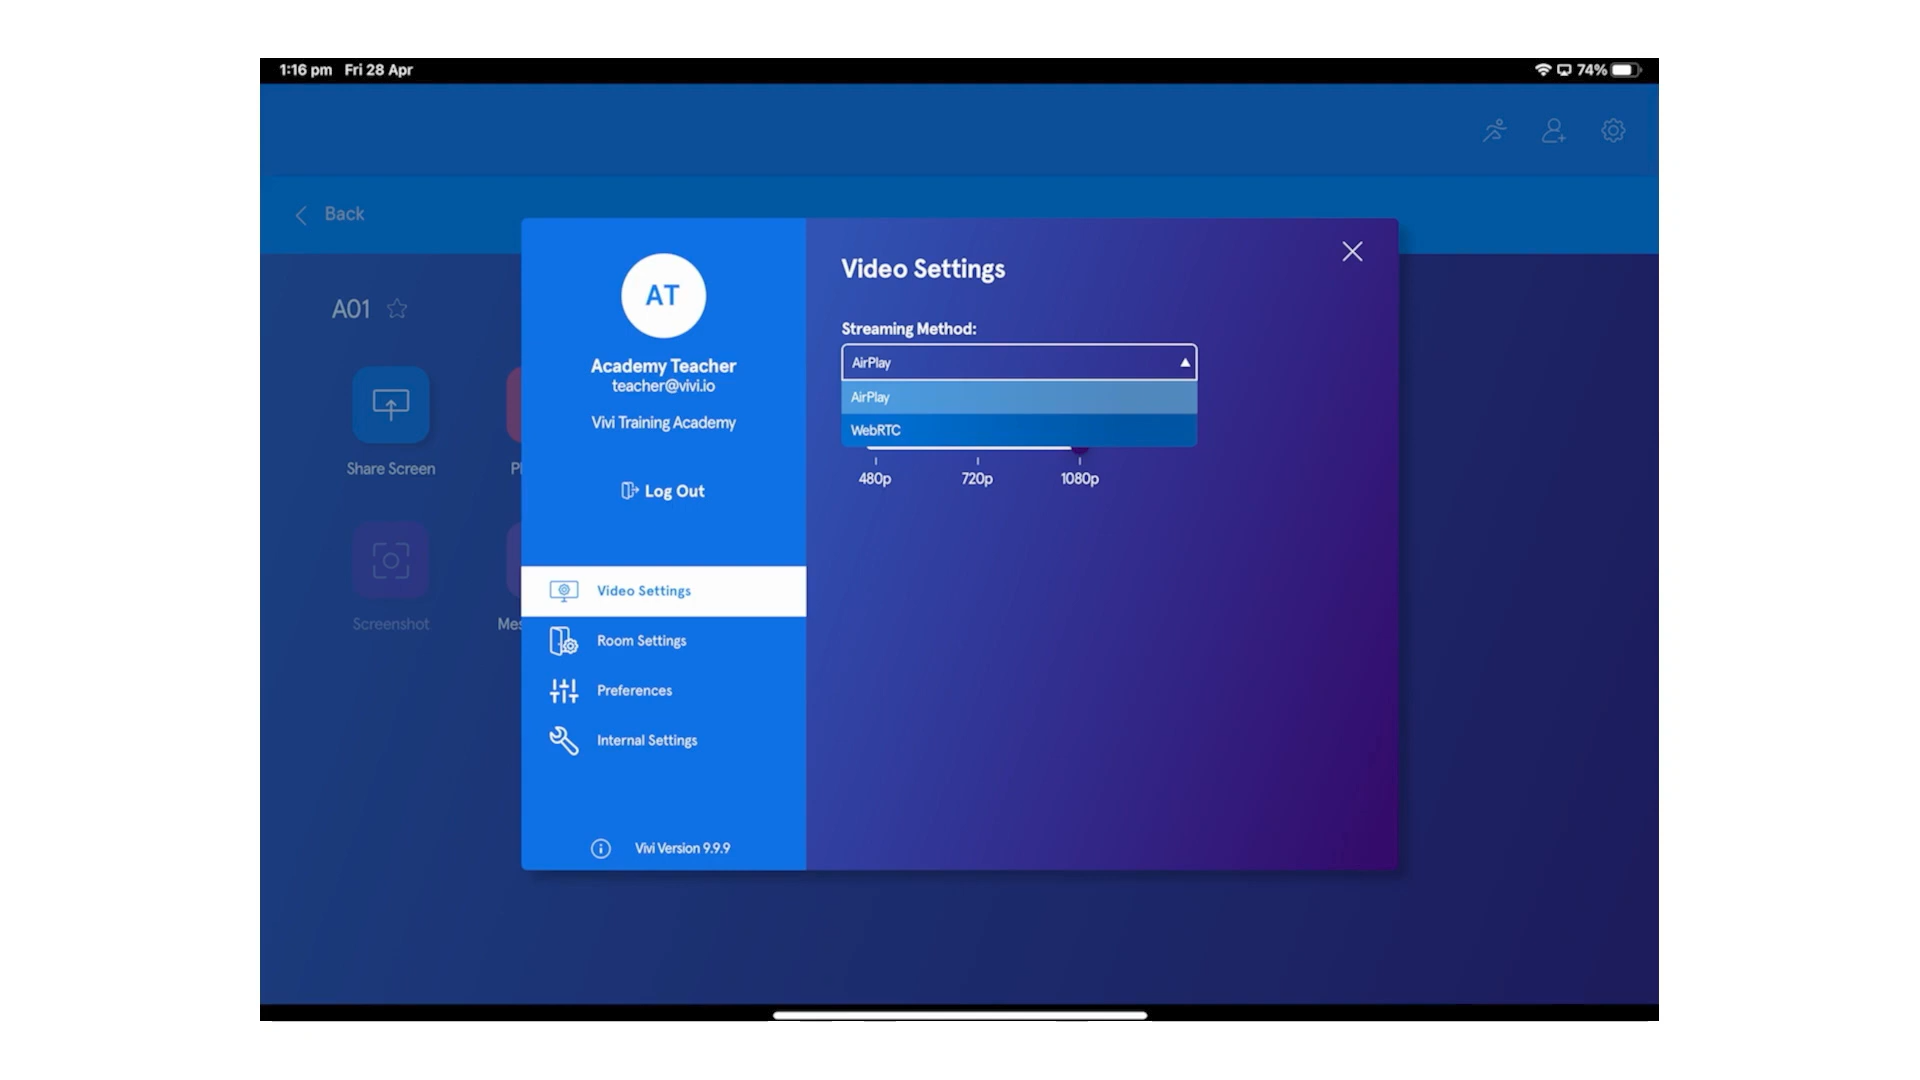 1:16 pm Fri 28 Apr
74%
Back
A01
Share Screen
Screenshot
AT
Academy Teacher
teacher@vivi.io
Vivi Training Academy
Log Out
Video Settings
Room Settings
Preferences
Internal Settings
Vivi Version 9.9.9
Video Settings
Streaming Method:
AirPlay
AirPlay
WebRTC
480p 720p 1080p